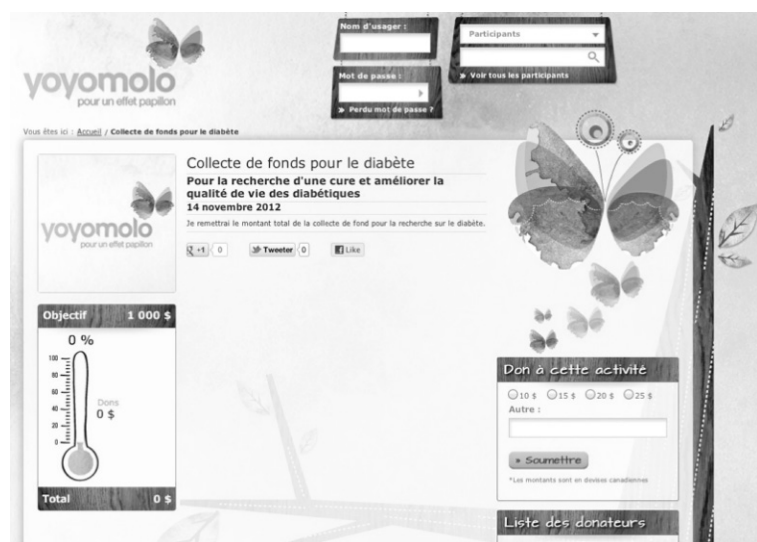 yoyomolo
pour un effet papillon
Nom d'usager :
Mot de passe :
» Perdu mot de passe ?
Participants
» Voir tous les participants
Vous êtes ici : Accueil / Collecte de fonds pour le diabète
yoyomolo
pour un effet papillon
Collecte de fonds pour le diabète
Pour la recherche d'une cure et améliorer la
qualité de vie des diabétiques
14 novembre 2012
Je remettrai le montant total de la collecte de fond pour la recherche sur le diabète.
+1 0 Tweeter 0 Like
Objectif 1 000 $
0 %
100
80
60
40
20
0
Dons
0 $
Total 0 $
Don à cette activité
10 $ 15 $ 20 $ 25 $
Autre :
» Soumettre
*Les montants sont en devises canadiennes
Liste des donateurs